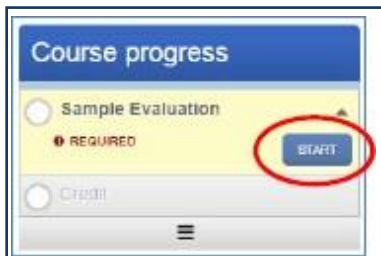 Course progress
Sample Evaluation
REQUIRED
START
Credit